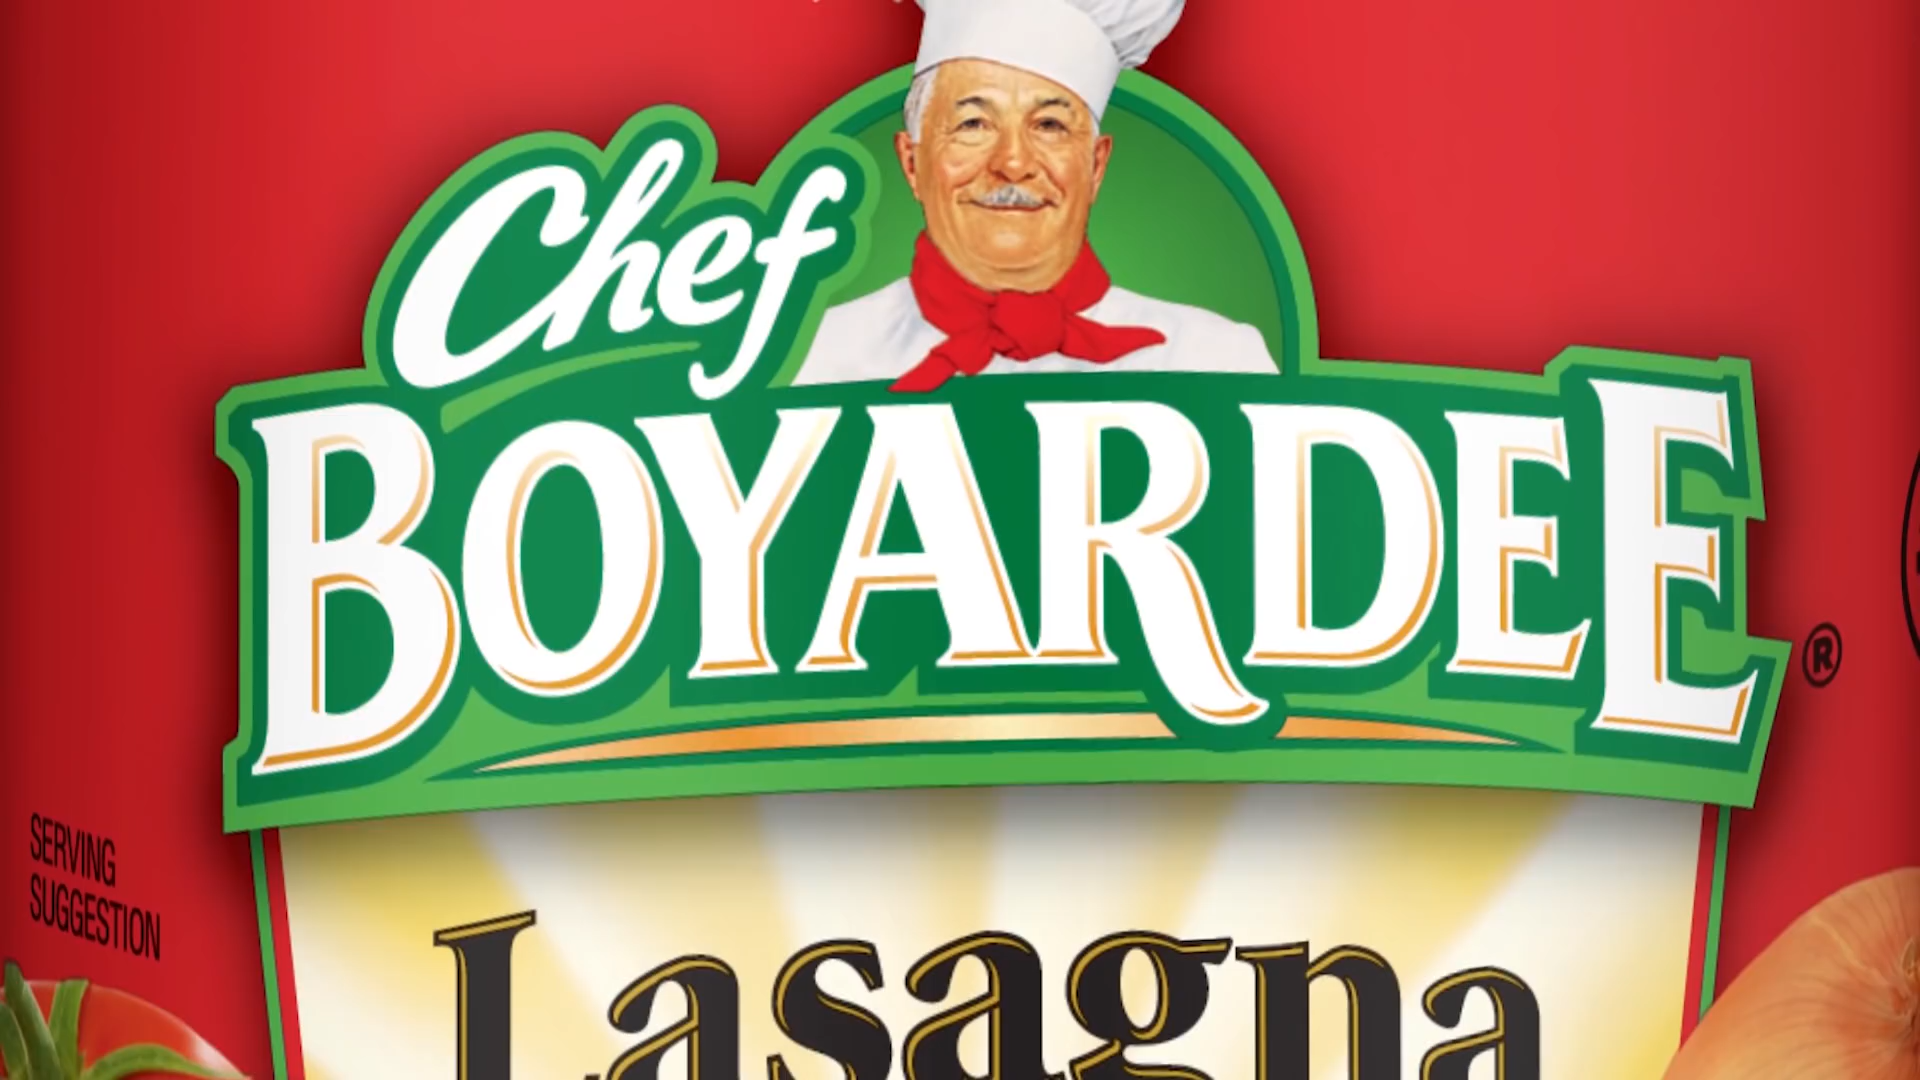 Chef
BOYARDEE
®
SERVING
SUGGESTION
Lasagna